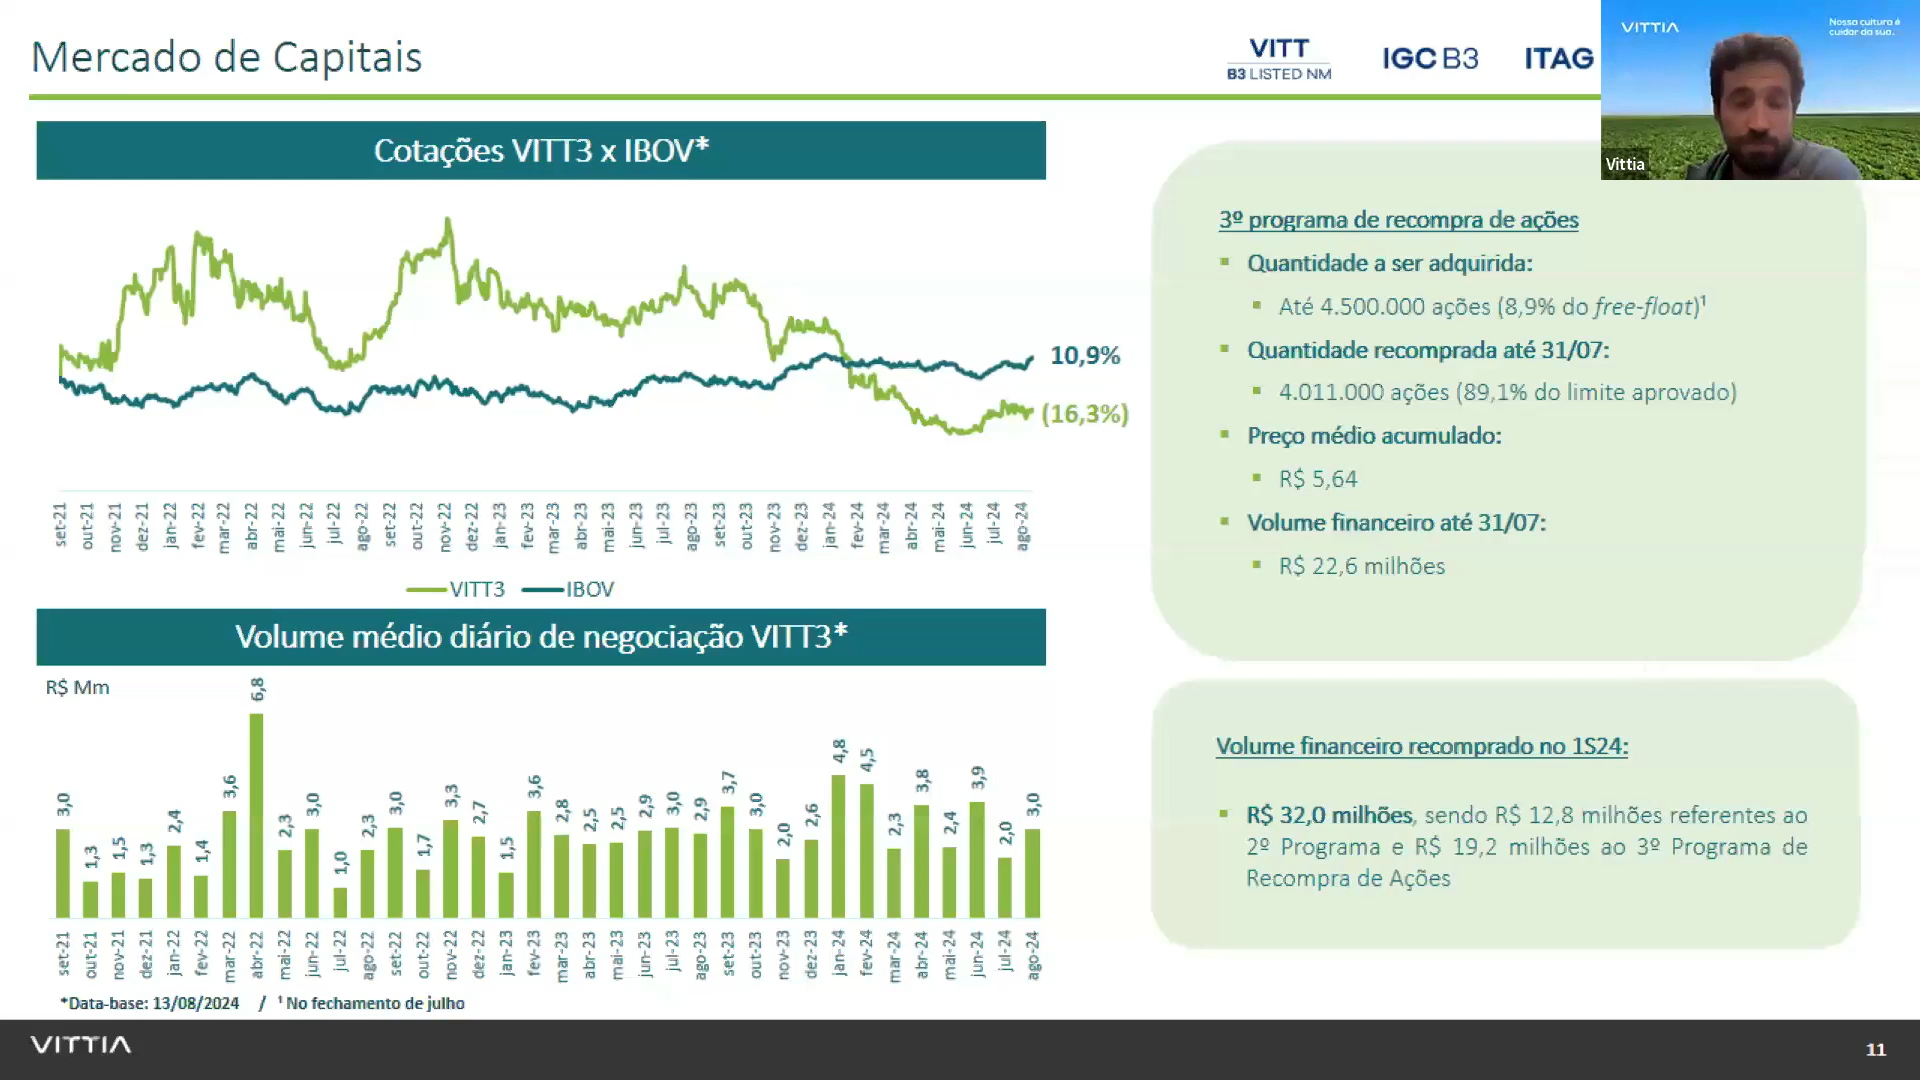 Mercado de Capitais
VITT
B3 LISTED NM
IGC B3
ITAG
VITTIA
Nossa cultura é
cuidar da sua.
Vittia
Cotações VITT3 x IBOV*
10,9%
(16,3%)
set-21 out-21 nov-21 dez-21 jan-22 fev-22 mar-22 abr-22 mai-22 jun-22 jul-22 ago-22 set-22 out-22 nov-22 dez-22 jan-23 fev-23 mar-23 abr-23 mai-23 jun-23 jul-23 ago-23 set-23 out-23 nov-23 dez-23 jan-24 fev-24 mar-24 abr-24 mai-24 jun-24 jul-24 ago-24
VITT3 IBOV
Volume médio diário de negociação VITT3*
R$ Mm
3,0 1,3 1,5 1,3 2,4 1,4 3,6 6,8 2,3 3,0 1,0 2,3 3,0 1,7 3,3 2,7 1,5 3,6 2,8 2,5 2,5 2,9 3,0 2,9 3,7 3,0 2,0 2,6 4,8 4,5 2,3 3,8 2,4 3,9 2,0 3,0
set-21 out-21 nov-21 dez-21 jan-22 fev-22 mar-22 abr-22 mai-22 jun-22 jul-22 ago-22 set-22 out-22 nov-22 dez-22 jan-23 fev-23 mar-23 abr-23 mai-23 jun-23 jul-23 ago-23 set-23 out-23 nov-23 dez-23 jan-24 fev-24 mar-24 abr-24 mai-24 jun-24 jul-24 ago-24
*Data-base: 13/08/2024 / ¹ No fechamento de julho
3º programa de recompra de ações
Quantidade a ser adquirida:
Até 4.500.000 ações (8,9% do free-float)¹
Quantidade recomprada até 31/07:
4.011.000 ações (89,1% do limite aprovado)
Preço médio acumulado:
R$ 5,64
Volume financeiro até 31/07:
R$ 22,6 milhões
Volume financeiro recomprado no 1S24:
R$ 32,0 milhões, sendo R$ 12,8 milhões referentes ao
2º Programa e R$ 19,2 milhões ao 3º Programa de
Recompra de Ações
VITTIA
11